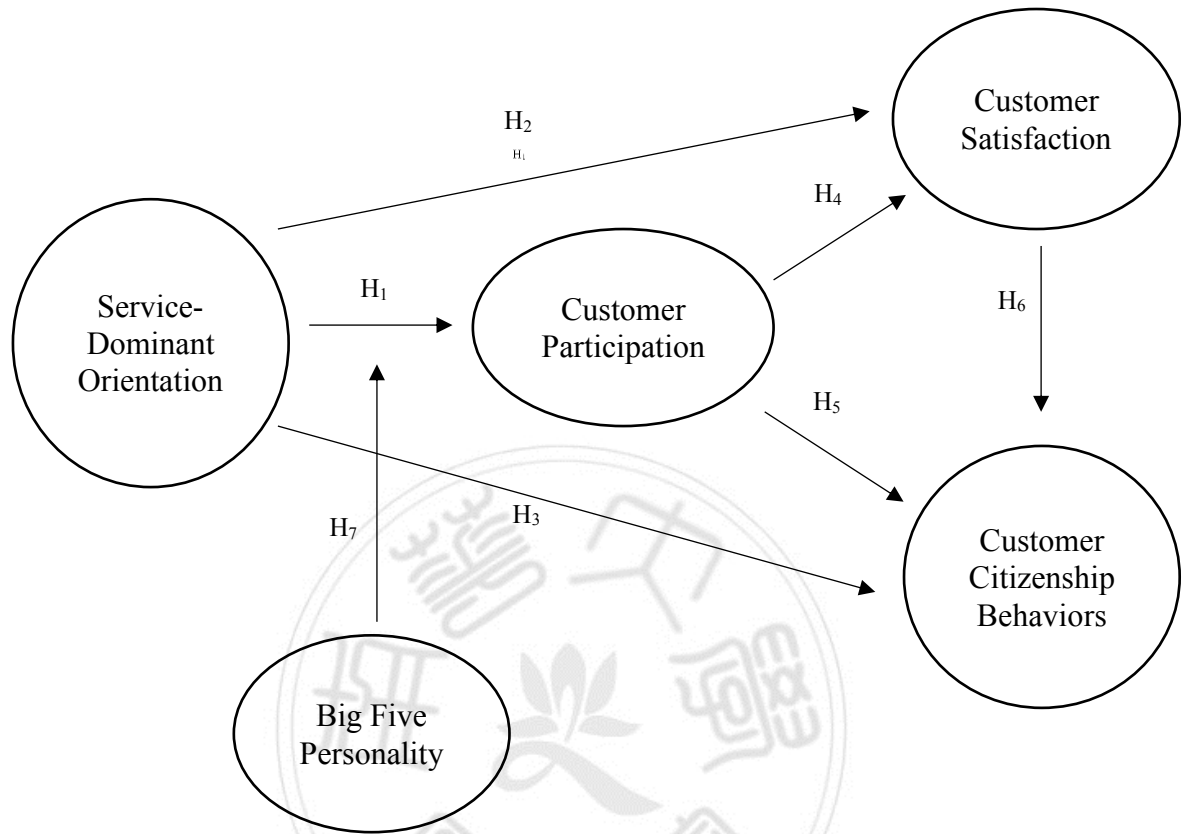 H₂
H₁
Customer
Satisfaction
H₄
Service-
Dominant
Orientation
H₁
Customer
Participation
H₆
H₅
H₇
H₃
Customer
Citizenship
Behaviors
Big Five
Personality